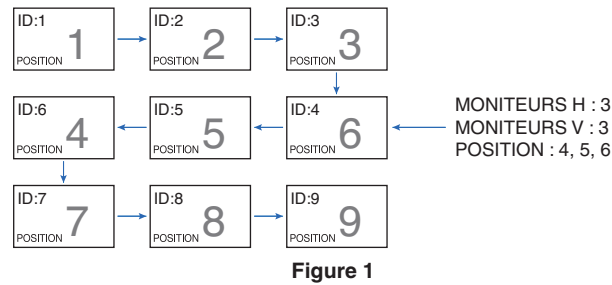 ID:1
POSITION 1
ID:2
POSITION 2
ID:3
POSITION 3
ID:6
POSITION 4
ID:5
POSITION 5
ID:4
POSITION 6
MONITEURS H : 3
MONITEURS V : 3
POSITION : 4, 5, 6
ID:7
POSITION 7
ID:8
POSITION 8
ID:9
POSITION 9
Figure 1